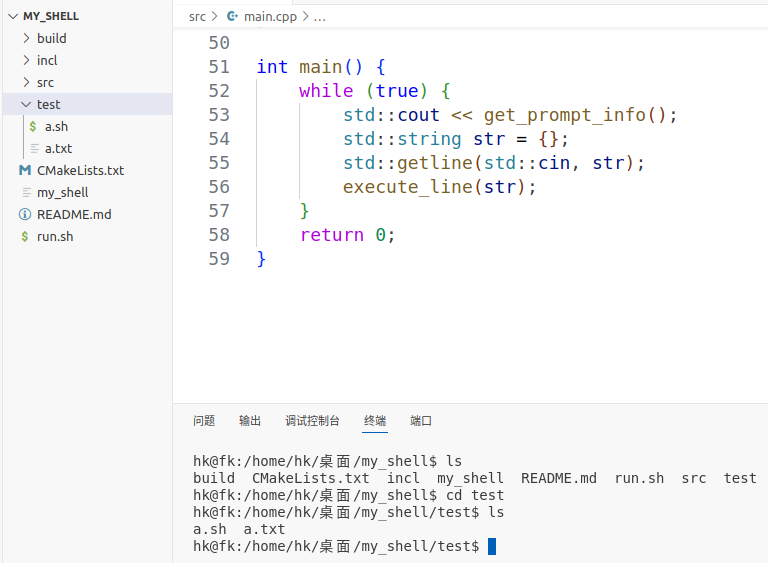 MY_SHELL
build
incl
src
test
$ a.sh
a.txt
M CMakeLists.txt
my_shell
README.md
$ run.sh
src > main.cpp > ...
50
51 int main() {
52 while (true) {
53 std::cout << get_prompt_info();
54 std::string str = {};
55 std::getline(std::cin, str);
56 execute_line(str);
57 }
58 return 0;
59 }
问题 输出 调试控制台 终端 端口
hk@fk:/home/hk/桌面/my_shell$ ls
build CMakeLists.txt incl my_shell README.md run.sh src test
hk@fk:/home/hk/桌面/my_shell$ cd test
hk@fk:/home/hk/桌面/my_shell/test$ ls
a.sh a.txt
hk@fk:/home/hk/桌面/my_shell/test$